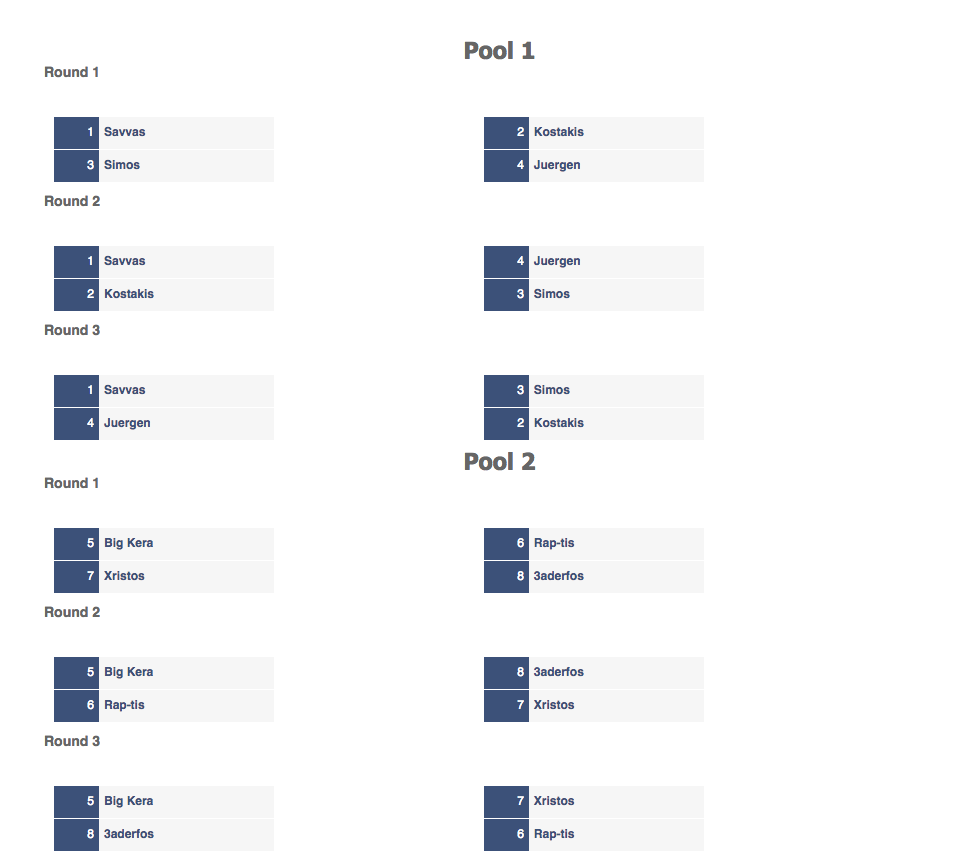 Pool 1
Round 1
1 Savvas
3 Simos
2 Kostakis
4 Juergen
Round 2
1 Savvas
2 Kostakis
4 Juergen
3 Simos
Round 3
1 Savvas
4 Juergen
3 Simos
2 Kostakis
Pool 2
Round 1
5 Big Kera
7 Xristos
6 Rap-tis
8 3aderfos
Round 2
5 Big Kera
6 Rap-tis
8 3aderfos
7 Xristos
Round 3
5 Big Kera
8 3aderfos
7 Xristos
6 Rap-tis